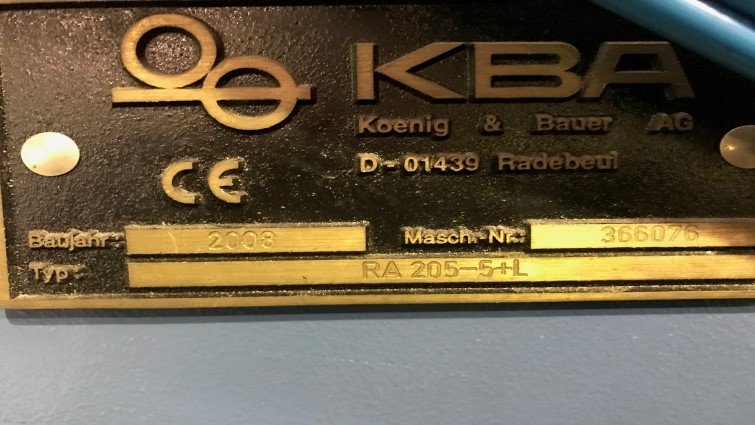 KBA
Koenig & Bauer AG
D-01439 Radebeul
CE
Baujahr: 2008 Masch.-Nr.: 366076
Typ: RA 205-5+L